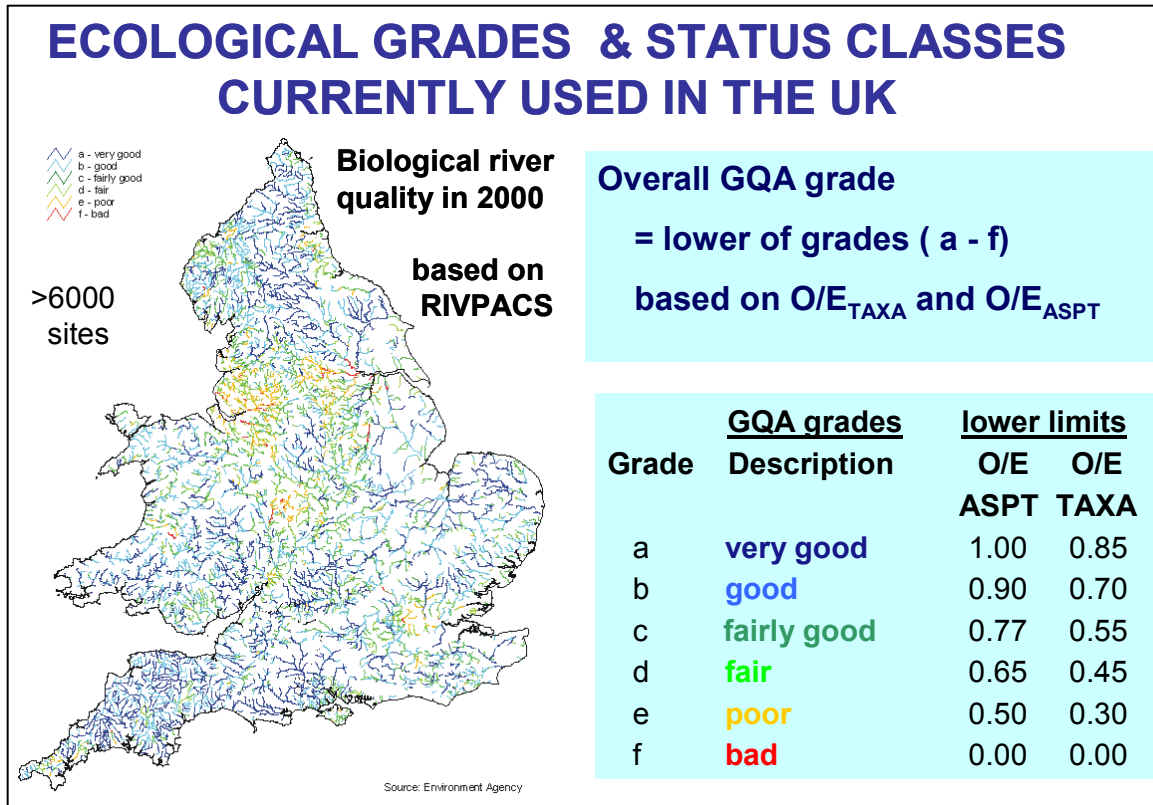 ECOLOGICAL GRADES & STATUS CLASSES
CURRENTLY USED IN THE UK
a - very good
b - good
c - fairly good
d - fair
e - poor
f - bad
Biological river
quality in 2000
based on
RIVPACS
>6000
sites
Source: Environment Agency
Overall GQA grade
= lower of grades ( a - f)
based on O/E_TAXA and O/E_ASPT
GQA grades lower limits
Grade Description O/E O/E
ASPT TAXA
a very good 1.00 0.85
b good 0.90 0.70
c fairly good 0.77 0.55
d fair 0.65 0.45
e poor 0.50 0.30
f bad 0.00 0.00